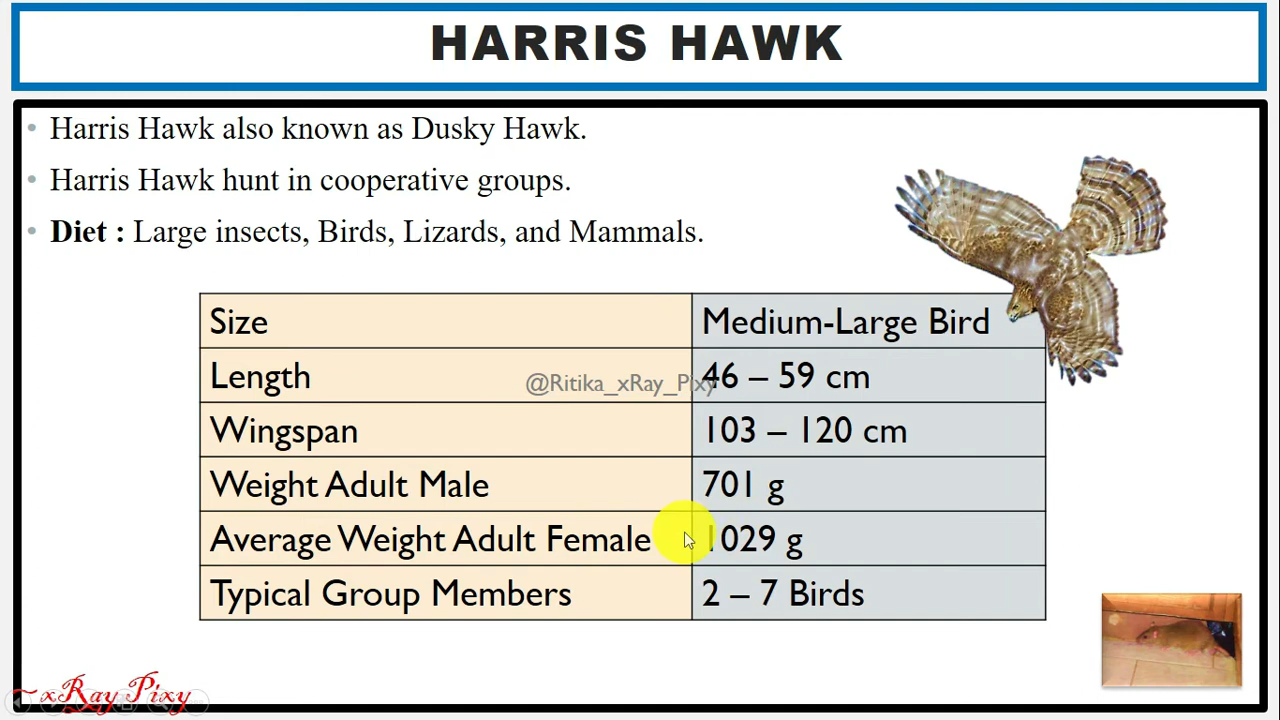 HARRIS HAWK
• Harris Hawk also known as Dusky Hawk.
• Harris Hawk hunt in cooperative groups.
• Diet : Large insects, Birds, Lizards, and Mammals.
Size Medium-Large Bird
Length 46 – 59 cm
@Ritika_xRay_Pixy
Wingspan 103 – 120 cm
Weight Adult Male 701 g
Average Weight Adult Female 1029 g
Typical Group Members 2 – 7 Birds
~xRay Pixy